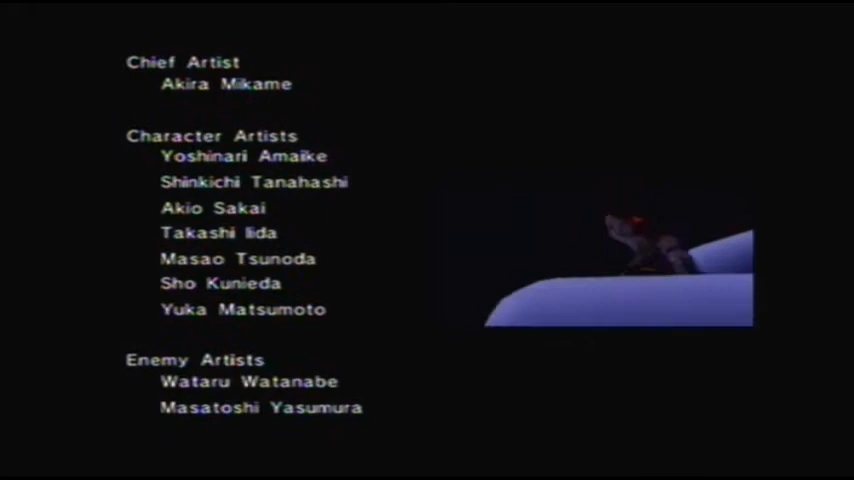 Chief Artist
Akira Mikame
Character Artists
Yoshinari Amaike
Shinkichi Tanahashi
Akio Sakai
Takashi Iida
Masao Tsunoda
Sho Kunieda
Yuka Matsumoto
Enemy Artists
Wataru Watanabe
Masatoshi Yasumura